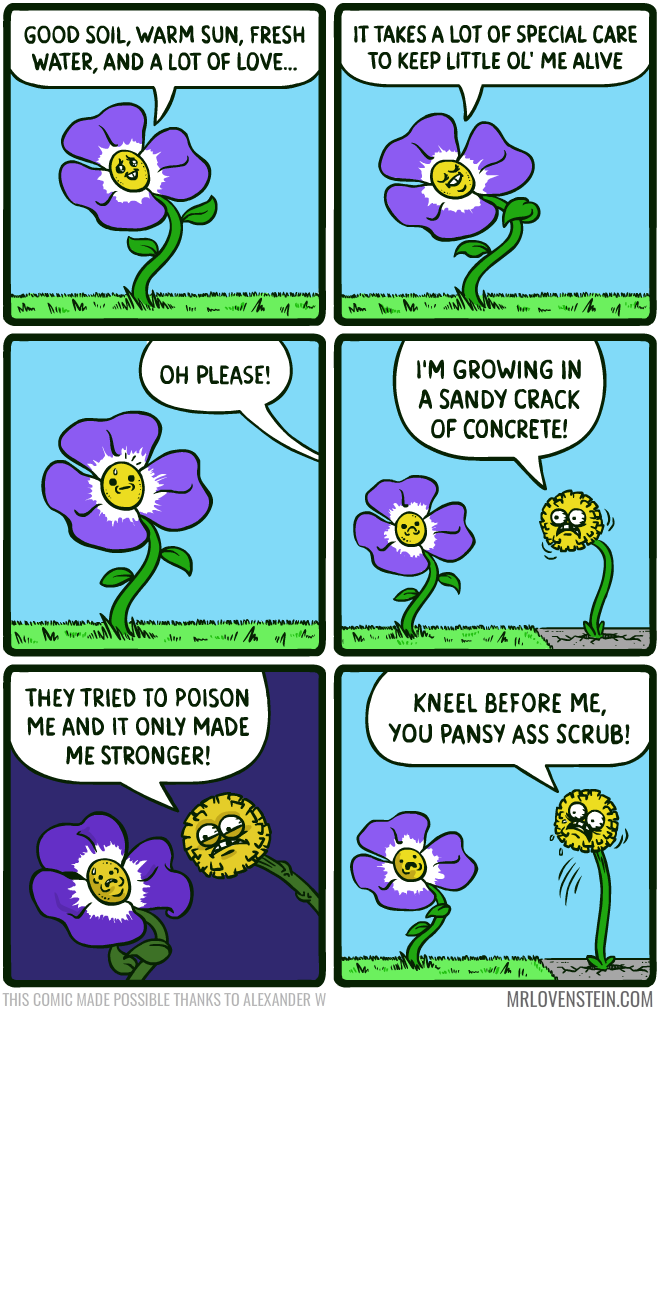 GOOD SOIL, WARM SUN, FRESH
WATER, AND A LOT OF LOVE...
IT TAKES A LOT OF SPECIAL CARE
TO KEEP LITTLE OL' ME ALIVE
OH PLEASE!
I'M GROWING IN
A SANDY CRACK
OF CONCRETE!
THEY TRIED TO POISON
ME AND IT ONLY MADE
ME STRONGER!
KNEEL BEFORE ME,
YOU PANSY ASS SCRUB!
THIS COMIC MADE POSSIBLE THANKS TO ALEXANDER W
MRLOVENSTEIN.COM